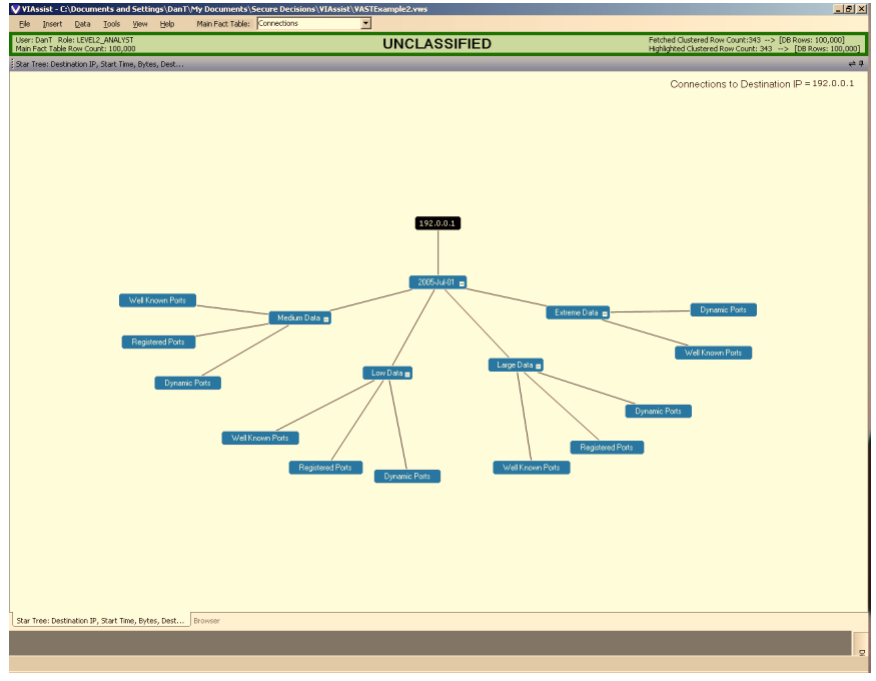 VIAssist - C:\Documents and Settings\DanT\My Documents\Secure Decisions\VIAssist\VASTExample2.vws
File Insert Data Tools View Help Main Fact Table: Connections
User: DanT Role: LEVEL2_ANALYST
Main Fact Table Row Count: 100,000
UNCLASSIFIED
Fetched Clustered Row Count:343 --> [DB Rows: 100,000]
Highlighted Clustered Row Count: 343 --> [DB Rows: 100,000]
Star Tree: Destination IP, Start Time, Bytes, Dest...
Connections to Destination IP = 192.0.0.1
192.0.0.1
2005-Jul-01
Well Known Ports
Medium Data
Registered Ports
Dynamic Ports
Extreme Data
Dynamic Ports
Well Known Ports
Low Data
Well Known Ports
Registered Ports
Dynamic Ports
Large Data
Dynamic Ports
Registered Ports
Well Known Ports
Star Tree: Destination IP, Start Time, Bytes, Dest... Browser